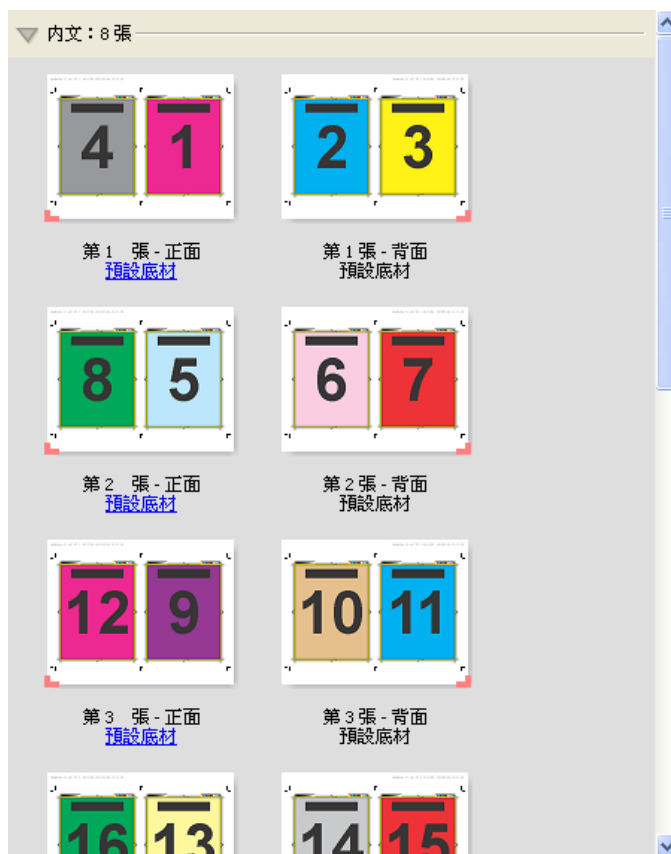 內文：8 張
4 1
2 3
第 1 張 - 正面
預設底材
第 1 張 - 背面
預設底材
8 5
6 7
第 2 張 - 正面
預設底材
第 2 張 - 背面
預設底材
12 9
10 11
第 3 張 - 正面
預設底材
第 3 張 - 背面
預設底材
16 13
14 15